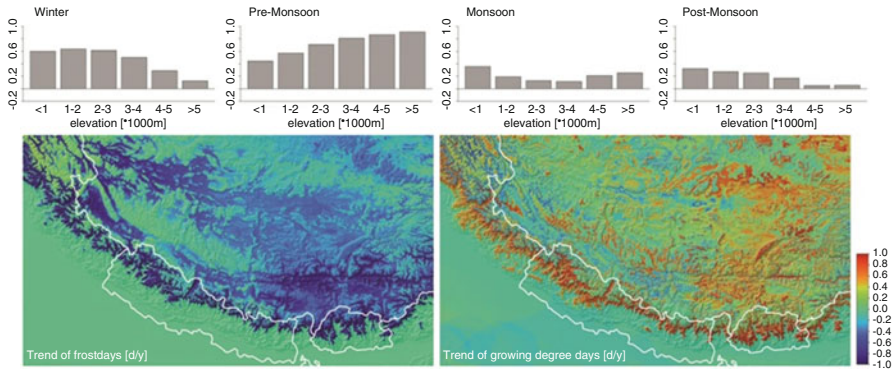 Winter
Pre-Monsoon
Monsoon
Post-Monsoon
1.0
0.6
0.2
-0.2
<1 1-2 2-3 3-4 4-5 >5
elevation [*1000m]
1.0
0.6
0.2
-0.2
<1 1-2 2-3 3-4 4-5 >5
elevation [*1000m]
1.0
0.6
0.2
-0.2
<1 1-2 2-3 3-4 4-5 >5
elevation [*1000m]
1.0
0.6
0.2
-0.2
<1 1-2 2-3 3-4 4-5 >5
elevation [*1000m]
Trend of frostdays [d/y]
Trend of growing degree days [d/y]
1.0
0.8
0.6
0.4
0.2
0.0
-0.2
-0.4
-0.6
-0.8
-1.0